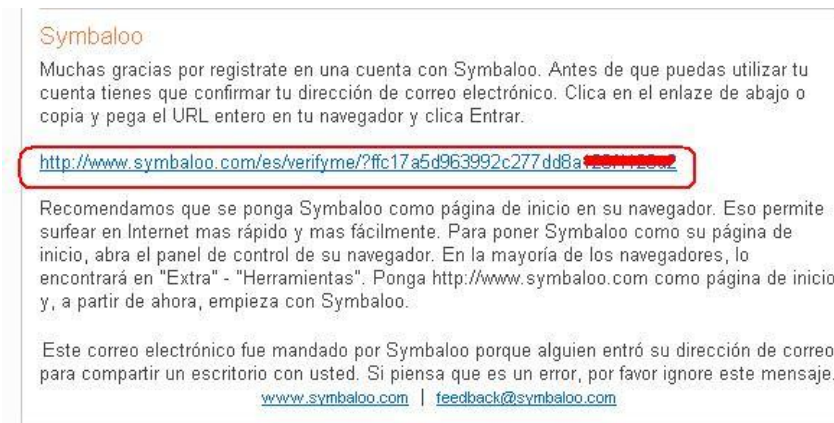 Symbaloo
Muchas gracias por registrate en una cuenta con Symbaloo. Antes de que puedas utilizar tu
cuenta tienes que confirmar tu dirección de correo electrónico. Clica en el enlace de abajo o
copia y pega el URL entero en tu navegador y clica Entrar.
http://www.symbaloo.com/es/verifyme/?ffc17a5d963992c277dd8a
Recomendamos que se ponga Symbaloo como página de inicio en su navegador. Eso permite
surfear en Internet mas rápido y mas fácilmente. Para poner Symbaloo como su página de
inicio, abra el panel de control de su navegador. En la mayoría de los navegadores, lo
encontrará en "Extra" - "Herramientas". Ponga http://www.symbaloo.com como página de inicio
y, a partir de ahora, empieza con Symbaloo.
Este correo electrónico fue mandado por Symbaloo porque alguien entró su dirección de correo
para compartir un escritorio con usted. Si piensa que es un error, por favor ignore este mensaje.
www.symbaloo.com | feedback@symbaloo.com